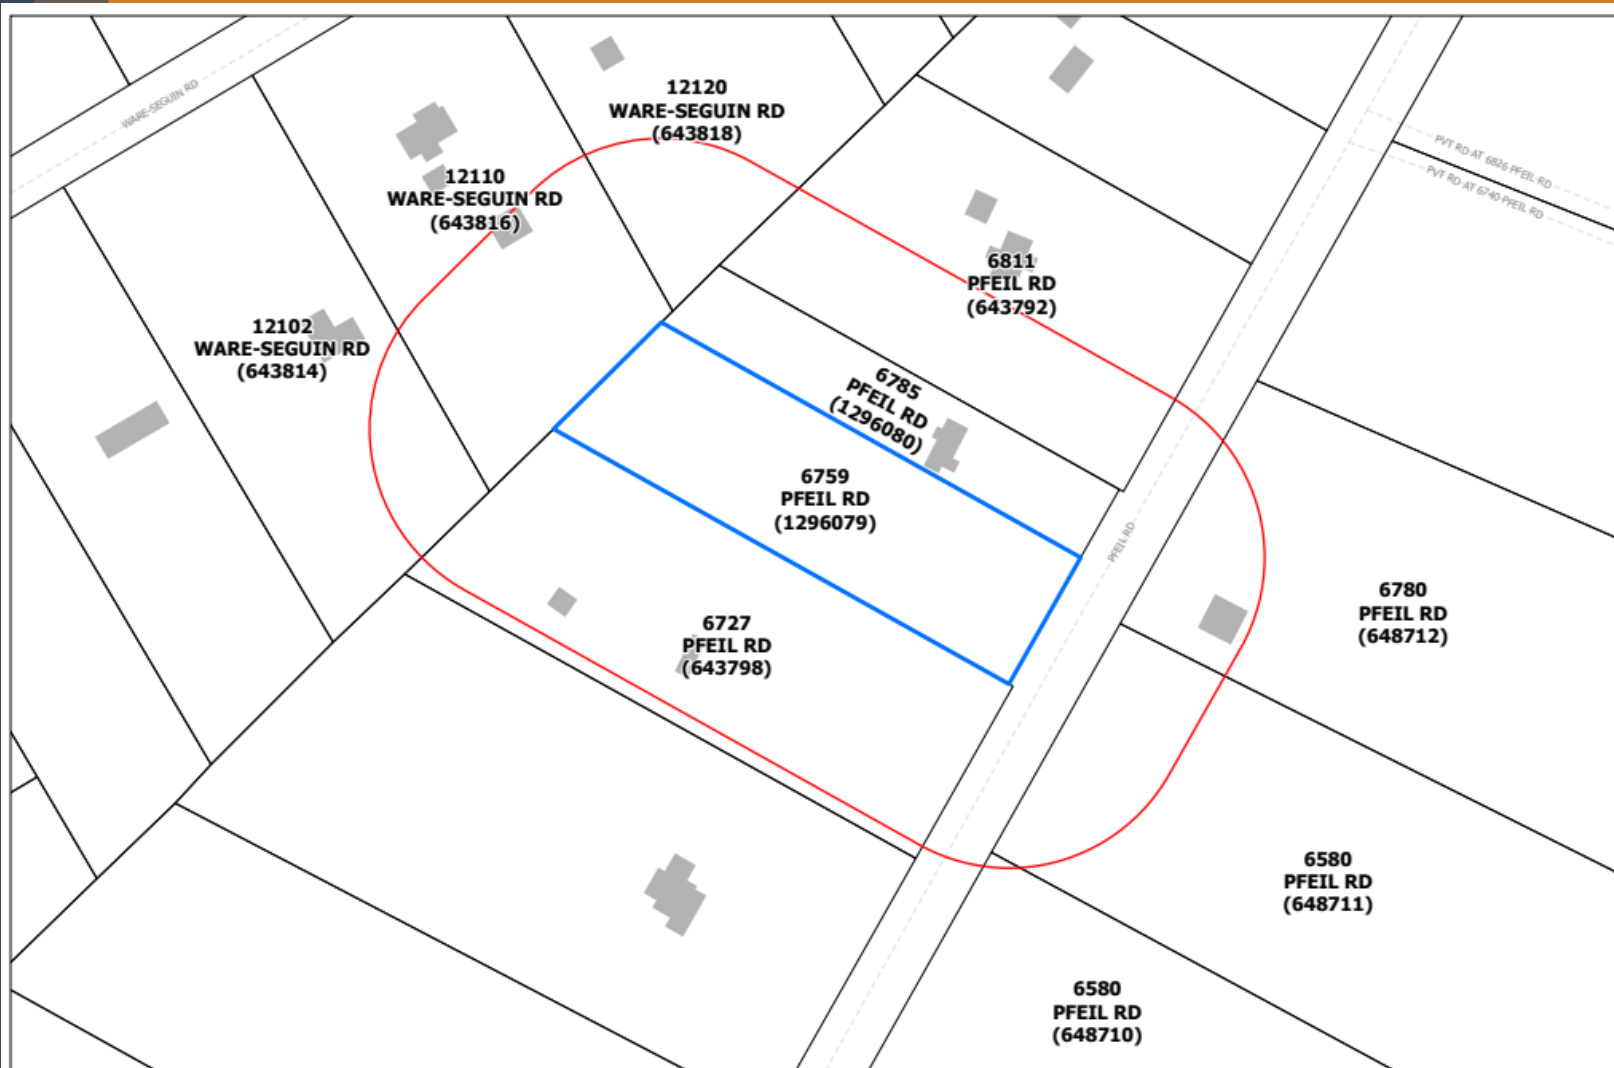 WARE-SEGUIN RD
12120
WARE-SEGUIN RD
(643818)
PVT RD AT 6826 PFEIL RD
PVT RD AT 6740 PFEIL RD
12110
WARE-SEGUIN RD
(643816)
6811
PFEIL RD
(643792)
12102
WARE-SEGUIN RD
(643814)
6785
PFEIL RD
(1296080)
6759
PFEIL RD
(1296079)
PFEIL RD
6780
PFEIL RD
(648712)
6727
PFEIL RD
(643798)
6580
PFEIL RD
(648711)
6580
PFEIL RD
(648710)